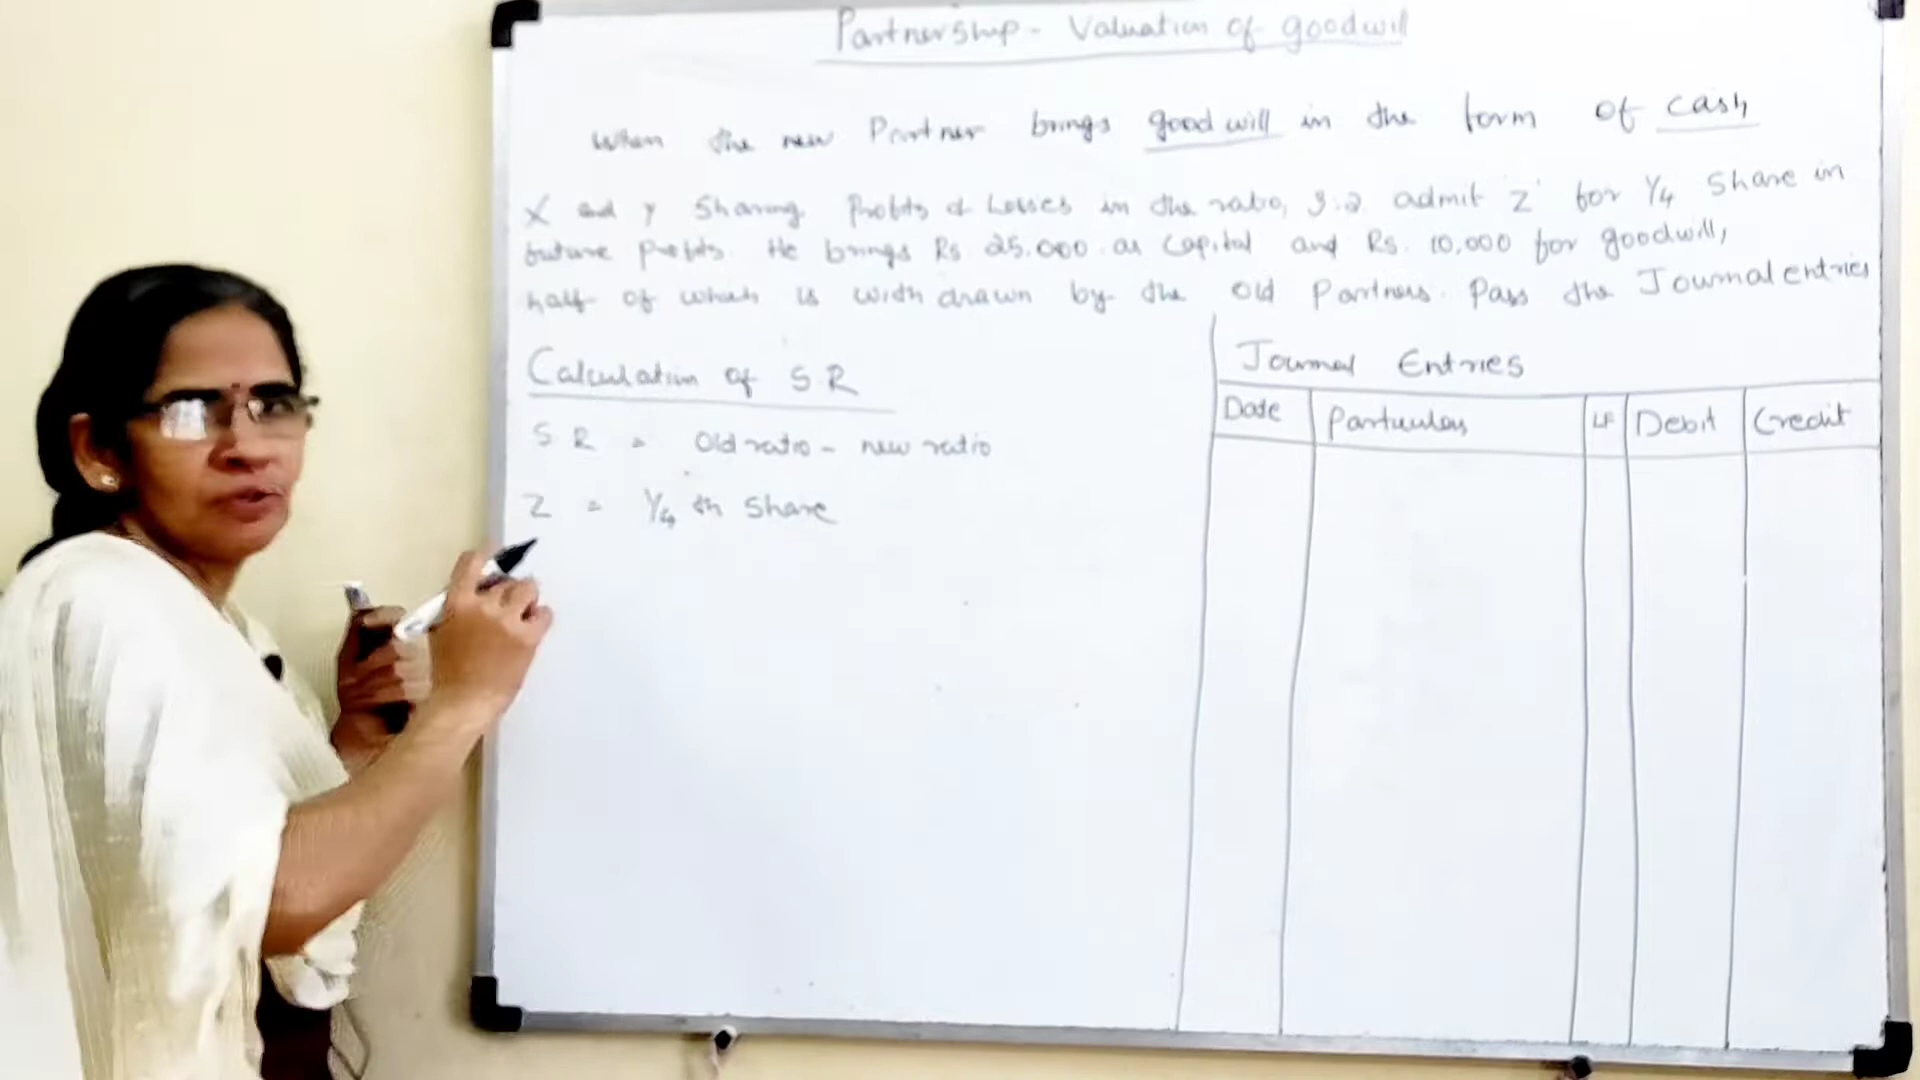 Partnership - Valuation of goodwill
When the new Partner brings goodwill in the form of cash
X and Y Sharing Profits & Losses in the ratio, 3:2 admit 'Z' for 1/4 Share in
future profits. He brings Rs 25.000 as Capital and Rs. 10,000 for goodwill,
half of which is withdrawn by the old Partners. Pass the Journal entries
Calculation of S.R
S R = Old ratio - new ratio
Z = 1/4 th Share
Journal Entries
Date Particulars LF Debit Credit